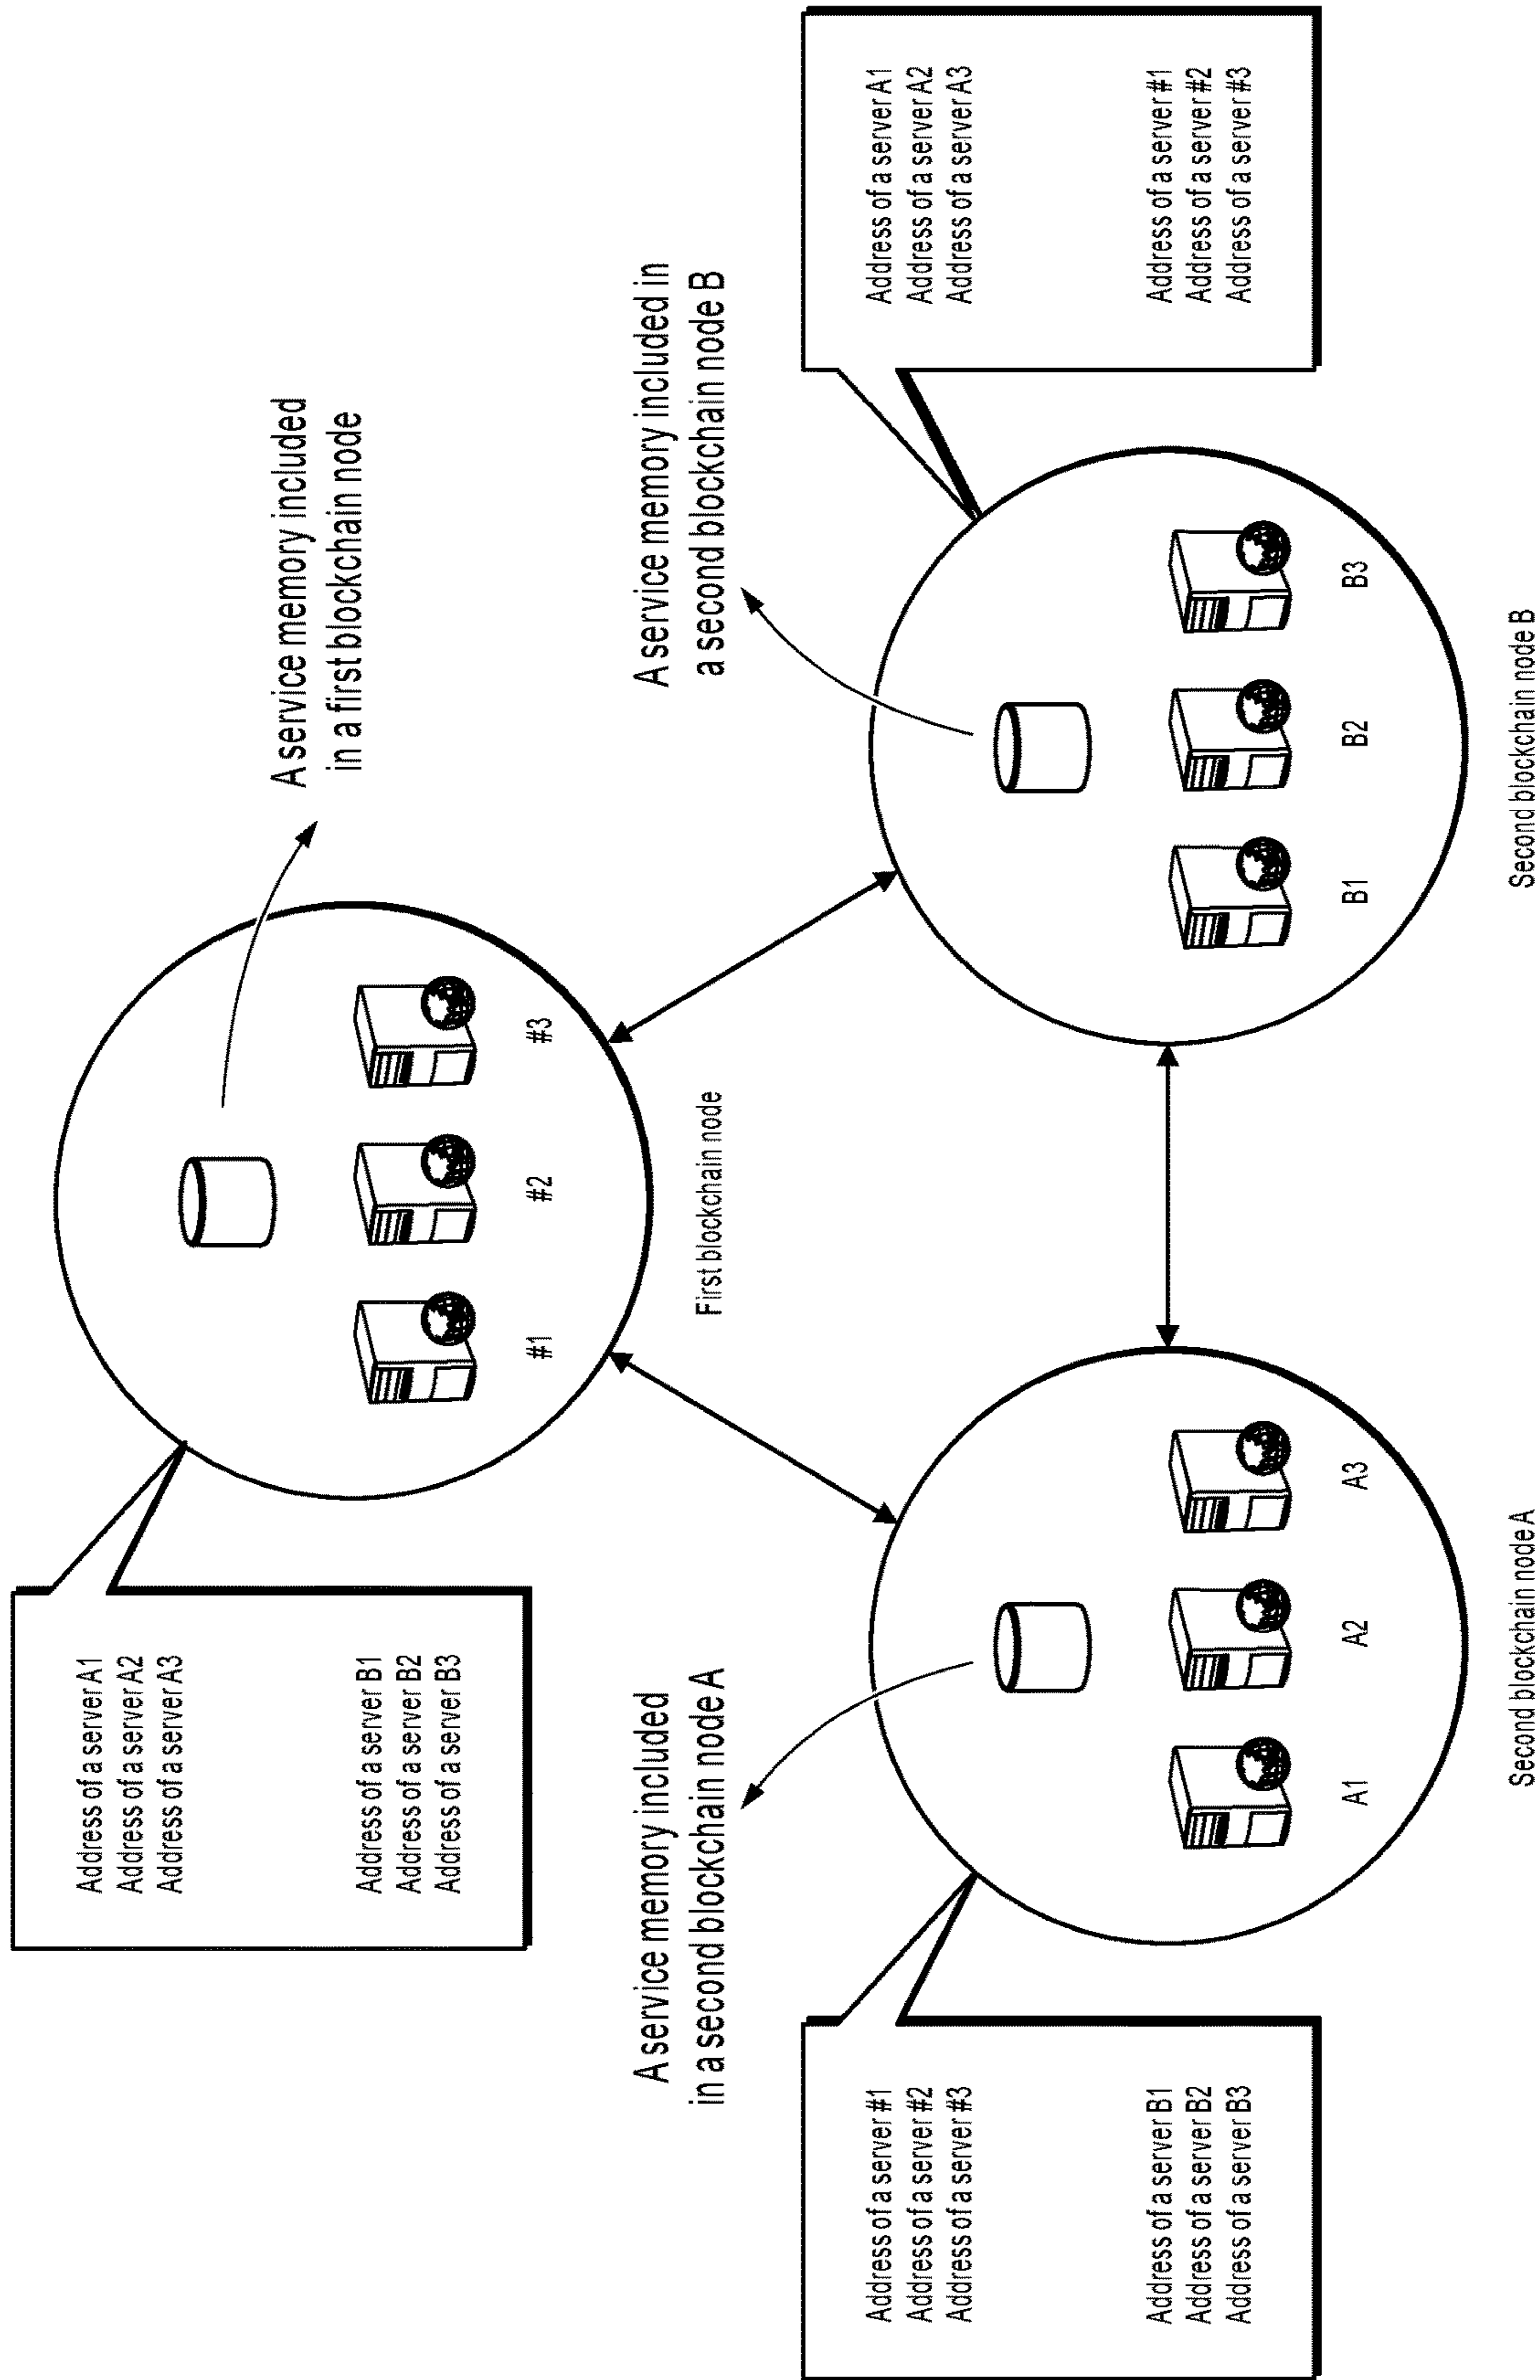 Address of a server A1
Address of a server A2
Address of a server A3
Address of a server B1
Address of a server B2
Address of a server B3
A service memory included
in a first blockchain node
#1
#2
#3
First blockchain node
A service memory included
in a second blockchain node A
A service memory included in
a second blockchain node B
Address of a server #1
Address of a server #2
Address of a server #3
Address of a server B1
Address of a server B2
Address of a server B3
A1
A2
A3
Second blockchain node A
B1
B2
B3
Second blockchain node B
Address of a server A1
Address of a server A2
Address of a server A3
Address of a server #1
Address of a server #2
Address of a server #3